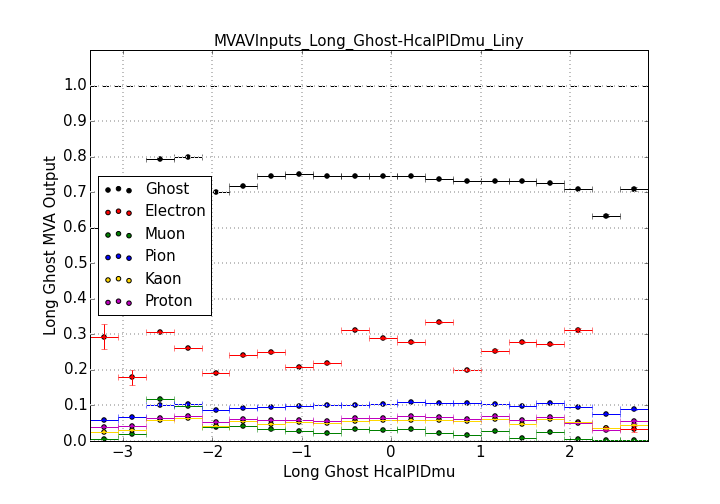 MVAVInputs_Long_Ghost-HcalPIDmu_Liny
Long Ghost MVA Output
1.0
0.9
0.8
0.7
0.6
0.5
0.4
0.3
0.2
0.1
0.0
Ghost
Electron
Muon
Pion
Kaon
Proton
−3 −2 −1 0 1 2
Long Ghost HcalPIDmu